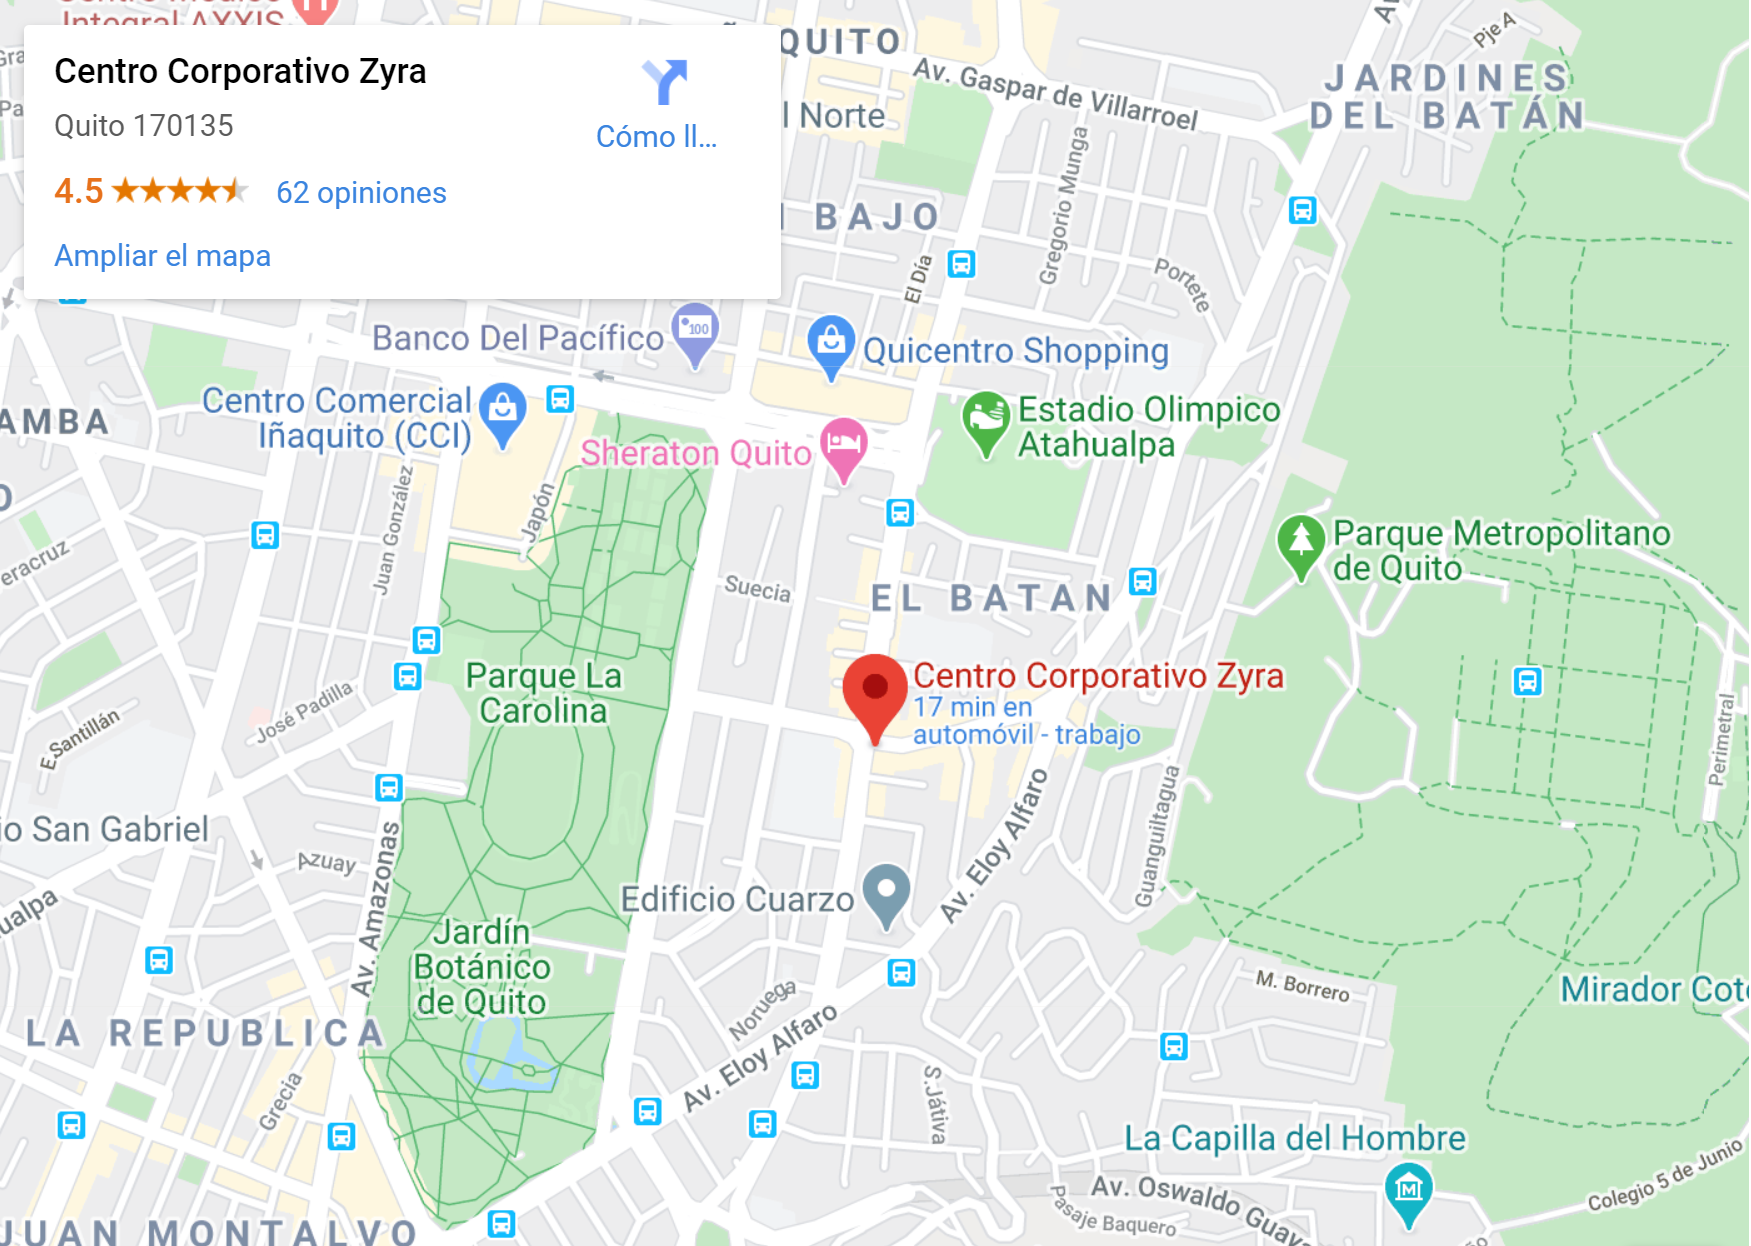 Integral AXXIS
Centro Corporativo Zyra
Quito 170135
4.5
62 opiniones
Ampliar el mapa
Cómo ll...
QUITO
Av. Gaspar de Villarroel
Pje A
JARDINES
DEL BATÁN
l Norte
BAJO
Gregorio Munga
El Día
Portete
Banco Del Pacífico
100
Quicentro Shopping
Centro Comercial
Iñaquito (CCI)
AMBA
Sheraton Quito
Estadio Olimpico
Atahualpa
Japón
Juan González
Parque Metropolitano
de Quito
eracruz
Suecia
EL BATAN
Parque La
Carolina
Centro Corporativo Zyra
17 min en
automóvil - trabajo
José Padilla
E.Santillán
Perimetral
Guanguiltagua
io San Gabriel
Azuay
Av. Amazonas
Av. Eloy Alfaro
Edificio Cuarzo
ualpa
Jardín
Botánico
de Quito
M. Borrero
Mirador Cot
Noruega
Av. Eloy Alfaro
LA REPUBLICA
Grecia
S.Játiva
La Capilla del Hombre
M
Colegio 5 de Junio
Av. Oswaldo Guay
Pasaje Baquero
JUAN MONTALVO